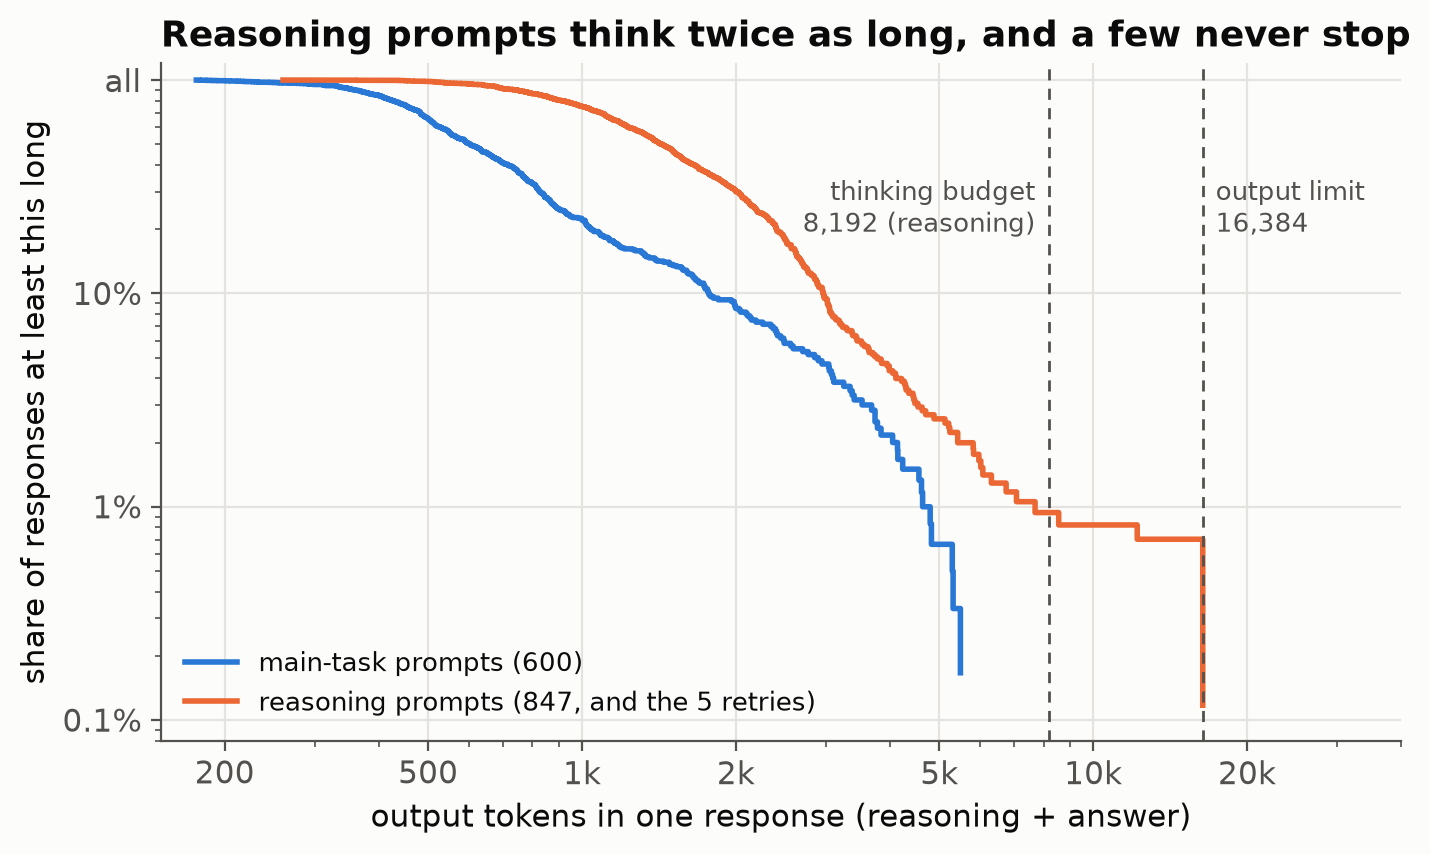 Reasoning prompts think twice as long, and a few never stop
share of responses at least this long
all
10%
1%
0.1%
thinking budget
8,192 (reasoning)
output limit
16,384
main-task prompts (600)
reasoning prompts (847, and the 5 retries)
200
500
1k
2k
5k
10k
20k
output tokens in one response (reasoning + answer)